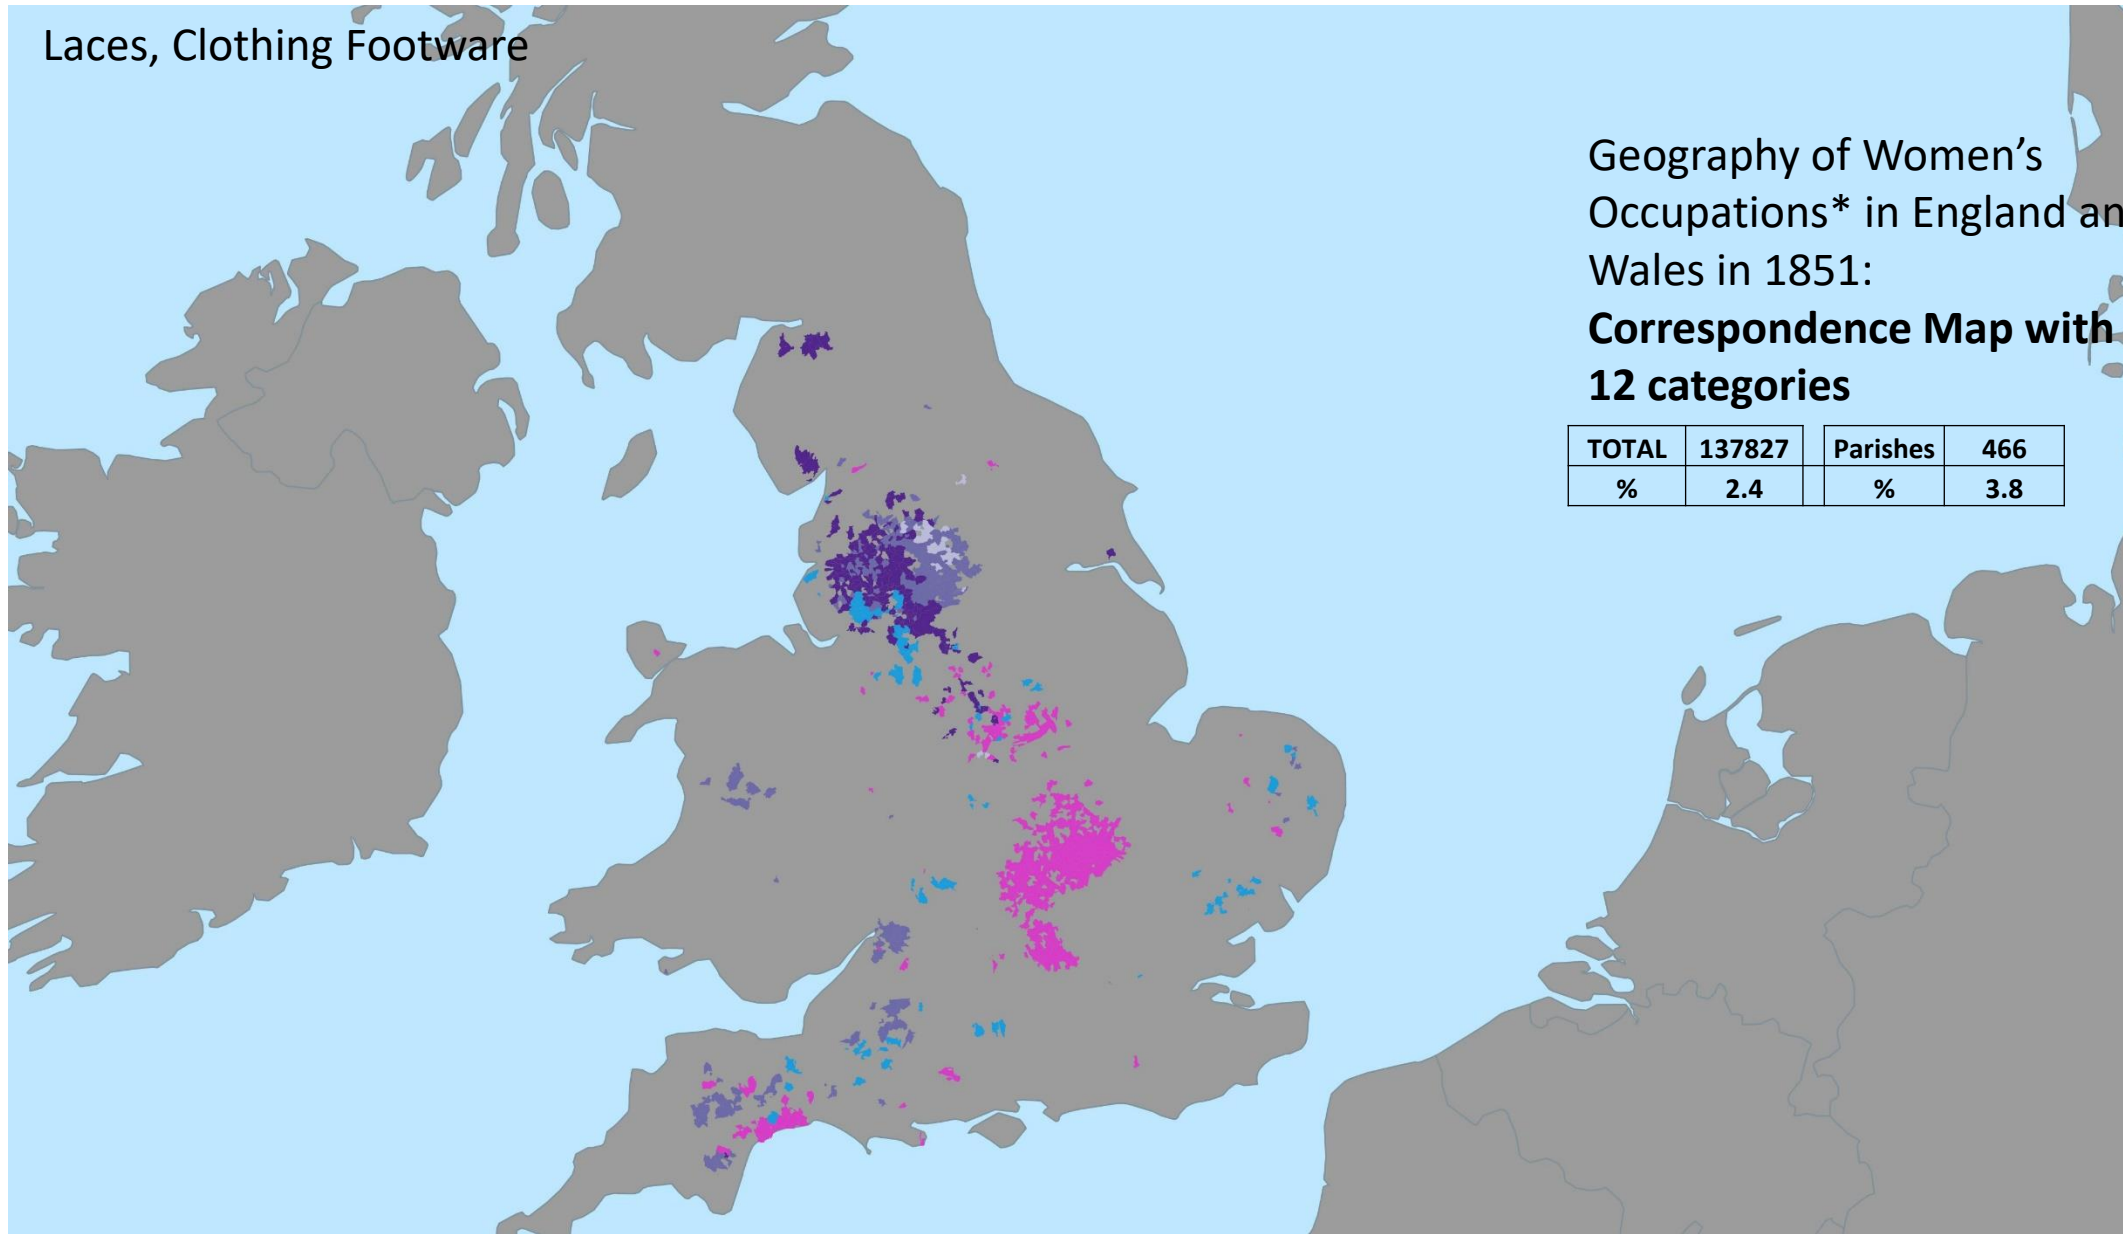 Laces, Clothing Footware
Geography of Women’s
Occupations* in England an
Wales in 1851:
Correspondence Map with
12 categories
TOTAL 137827 Parishes 466
% 2.4 % 3.8